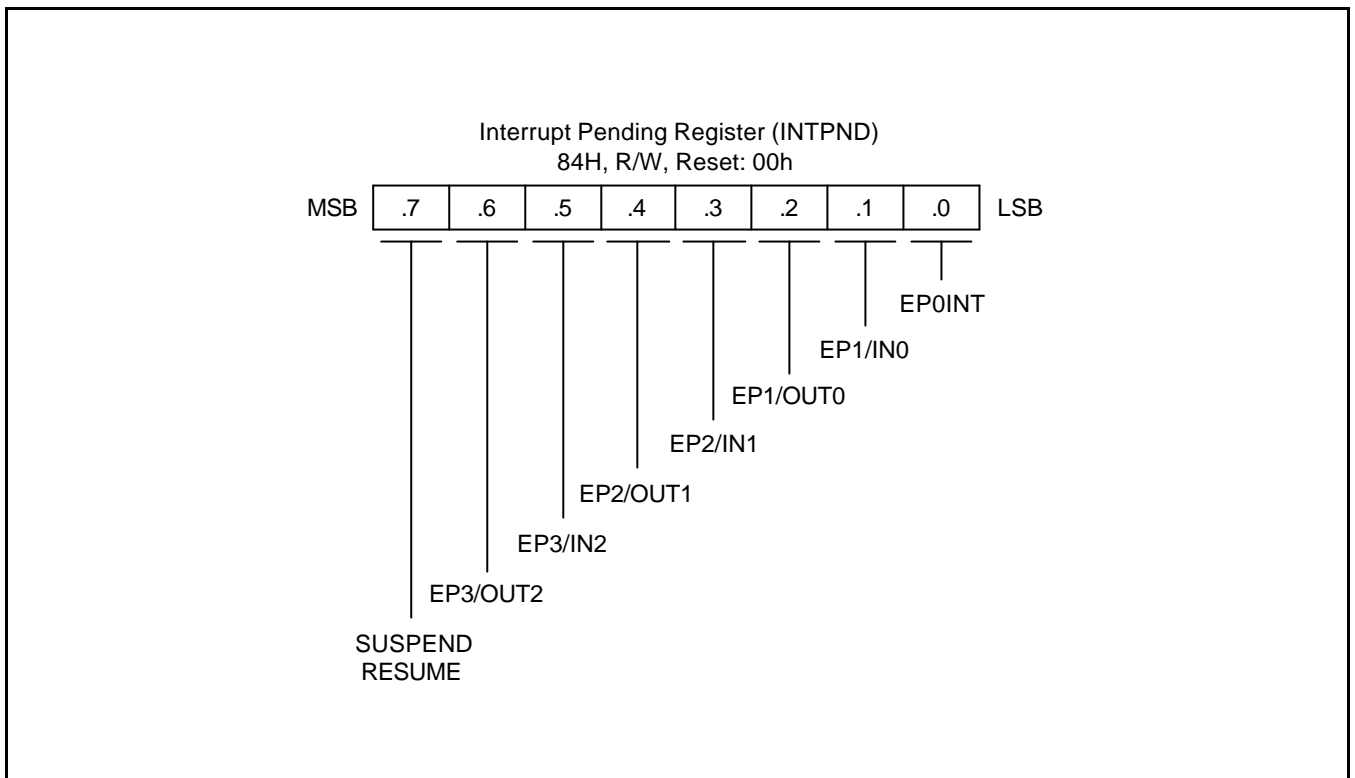 Interrupt Pending Register (INTPND)
84H, R/W, Reset: 00h
MSB .7 .6 .5 .4 .3 .2 .1 .0 LSB
EP0INT
EP1/IN0
EP1/OUT0
EP2/IN1
EP2/OUT1
EP3/IN2
EP3/OUT2
SUSPEND
RESUME